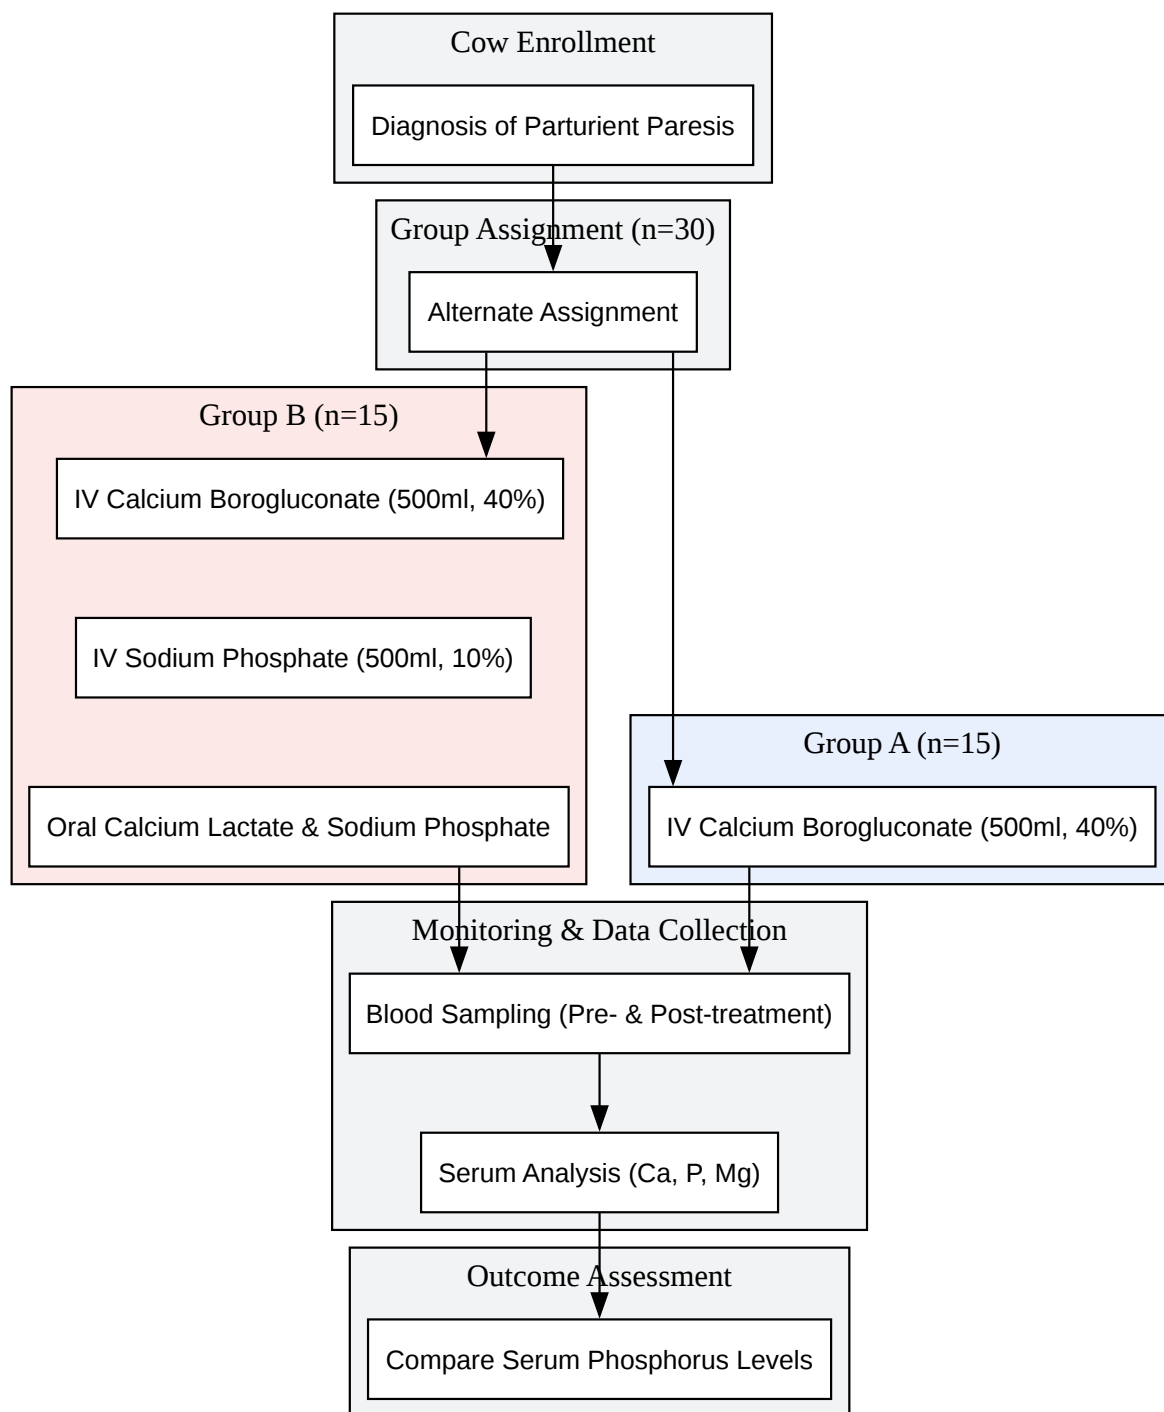 Cow Enrollment
Diagnosis of Parturient Paresis
Group Assignment (n=30)
Alternate Assignment
Group B (n=15)
IV Calcium Borogluconate (500ml, 40%)
IV Sodium Phosphate (500ml, 10%)
Oral Calcium Lactate & Sodium Phosphate
Group A (n=15)
IV Calcium Borogluconate (500ml, 40%)
Monitoring & Data Collection
Blood Sampling (Pre- & Post-treatment)
Serum Analysis (Ca, P, Mg)
Outcome Assessment
Compare Serum Phosphorus Levels